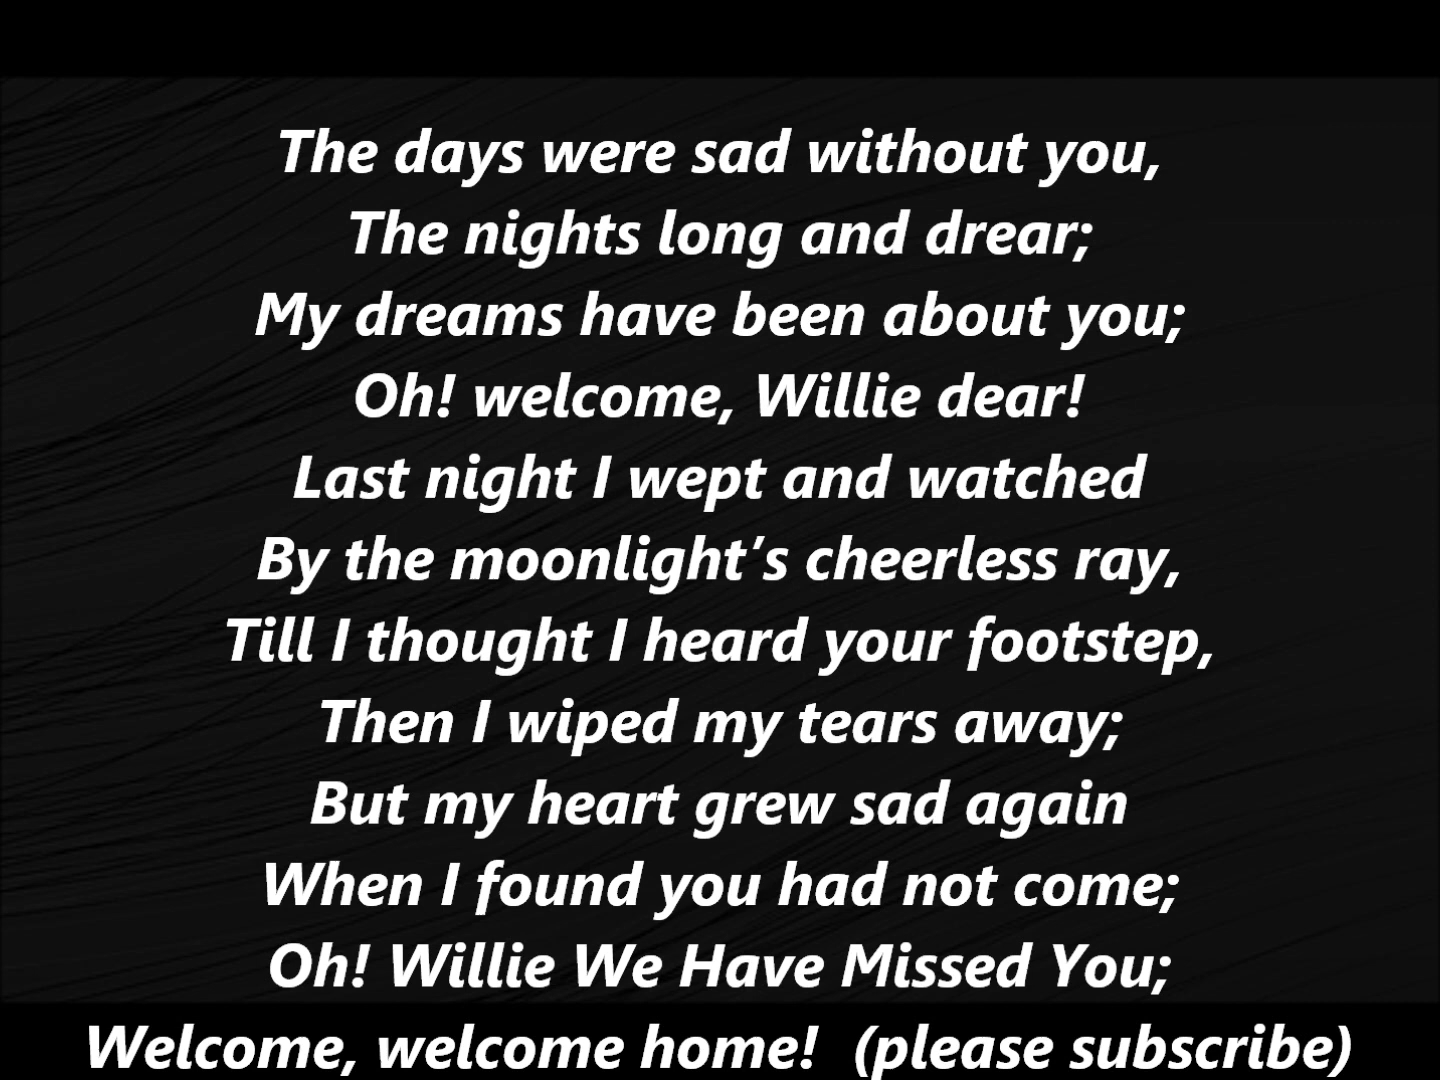 The days were sad without you,
The nights long and drear;
My dreams have been about you;
Oh! welcome, Willie dear!
Last night I wept and watched
By the moonlight’s cheerless ray,
Till I thought I heard your footstep,
Then I wiped my tears away;
But my heart grew sad again
When I found you had not come;
Oh! Willie We Have Missed You;
Welcome, welcome home!  (please subscribe)